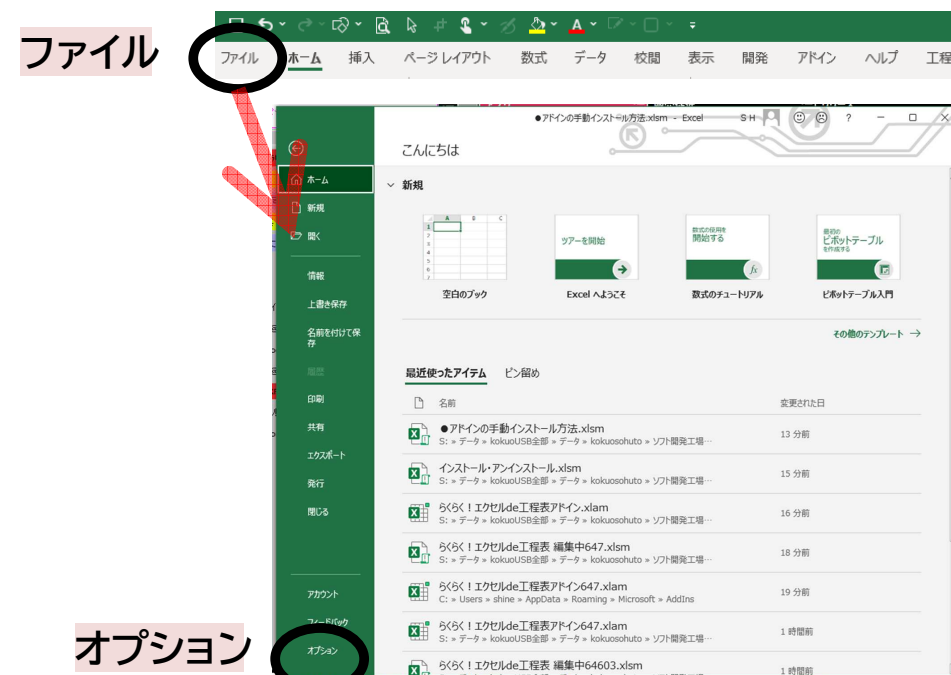 ファイル
ファイル ホーム 挿入 ページ レイアウト 数式 データ 校閲 表示 開発 アドイン ヘルプ 工程
●アドインの手動インストール方法.xlsm - Excel S H ?
こんにちは
ホーム
新規
新規
開く
A B C
1
2
3
4
5
6
7
ツアーを開始
数式の使用を
開始する
fx
最初の
ピボットテーブル
を作成する
空白のブック Excel へようこそ 数式のチュートリアル ピボットテーブル入門
情報
上書き保存
名前を付けて保
存
その他のテンプレート
履歴
最近使ったアイテム ピン留め
印刷
名前 変更された日
共有
●アドインの手動インストール方法.xlsm
S: » データ » kokuoUSB全部 » データ » kokuosohuto » ソフト開発工場…
13 分前
エクスポート
インストール・アンインストール.xlsm
S: » データ » kokuoUSB全部 » データ » kokuosohuto » ソフト開発工場…
15 分前
発行
閉じる
らくらく！エクセルde工程表アドイン.xlam
S: » データ » kokuoUSB全部 » データ » kokuosohuto » ソフト開発工場…
16 分前
らくらく！エクセルde工程表 編集中647.xlsm
S: » データ » kokuoUSB全部 » データ » kokuosohuto » ソフト開発工場…
18 分前
アカウント
らくらく！エクセルde工程表アドイン647.xlam
C: » Users » shine » AppData » Roaming » Microsoft » AddIns
19 分前
フィードバック
らくらく！エクセルde工程表アドイン647.xlam
S: » データ » kokuoUSB全部 » データ » kokuosohuto » ソフト開発工場…
1 時間前
オプション
オプション
らくらく！エクセルde工程表 編集中64603.xlsm
1 時間前